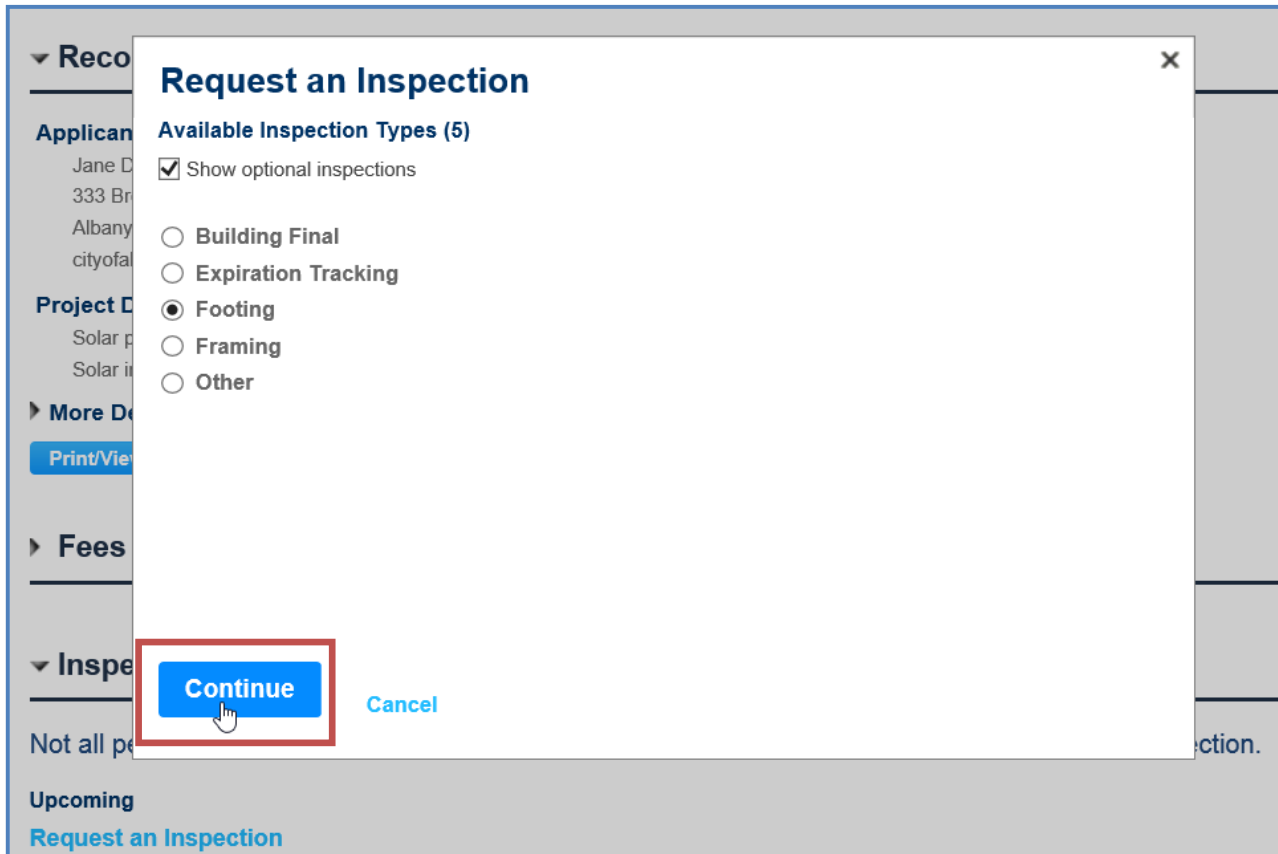 Reco
Request an Inspection
Available Inspection Types (5)
Show optional inspections
Building Final
Expiration Tracking
Footing
Framing
Other
Continue
Cancel
Applican
Jane D
333 Br
Albany
cityofal
Project D
Solar p
Solar i
More De
Print/Vie
Fees
Inspe
Not all pe
ction.
Upcoming
Request an Inspection